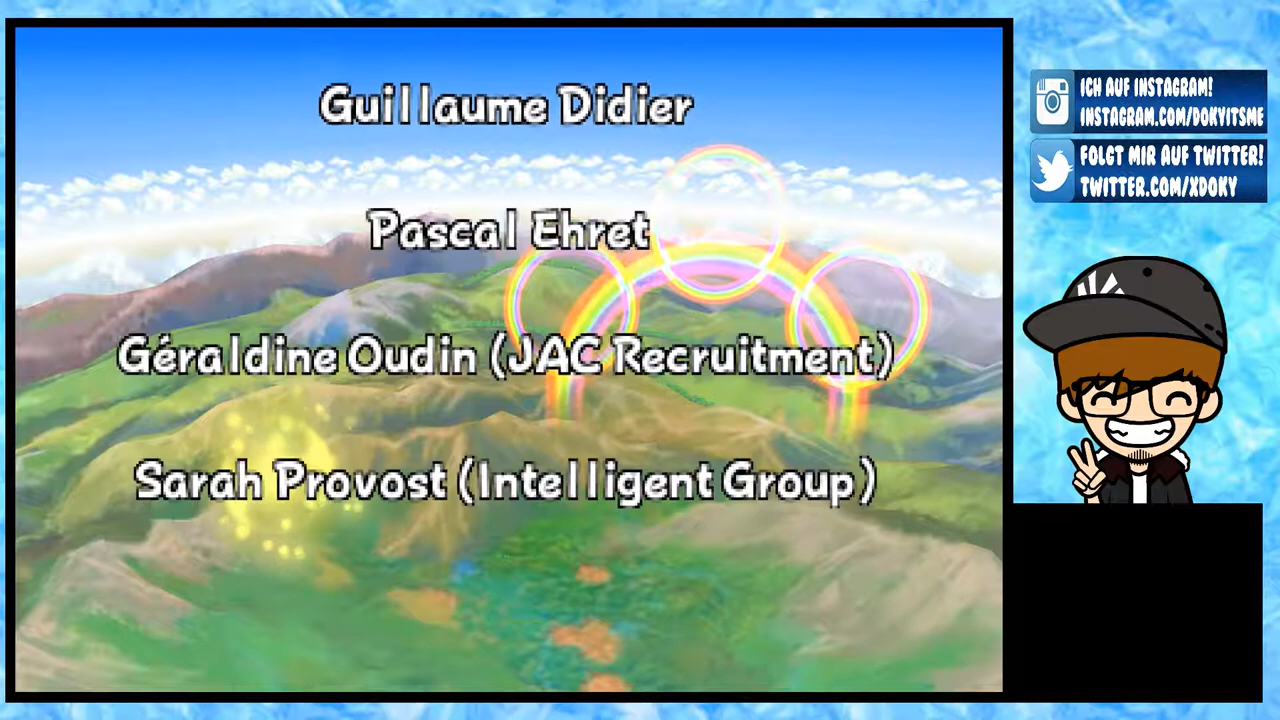 Guillaume Didier
Pascal Ehret
Géraldine Oudin (JAC Recruitment)
Sarah Provost (Intelligent Group)
ICH AUF INSTAGRAM!
INSTAGRAM.COM/DOKYITSME
FOLGT MIR AUF TWITTER!
TWITTER.COM/XDOKY